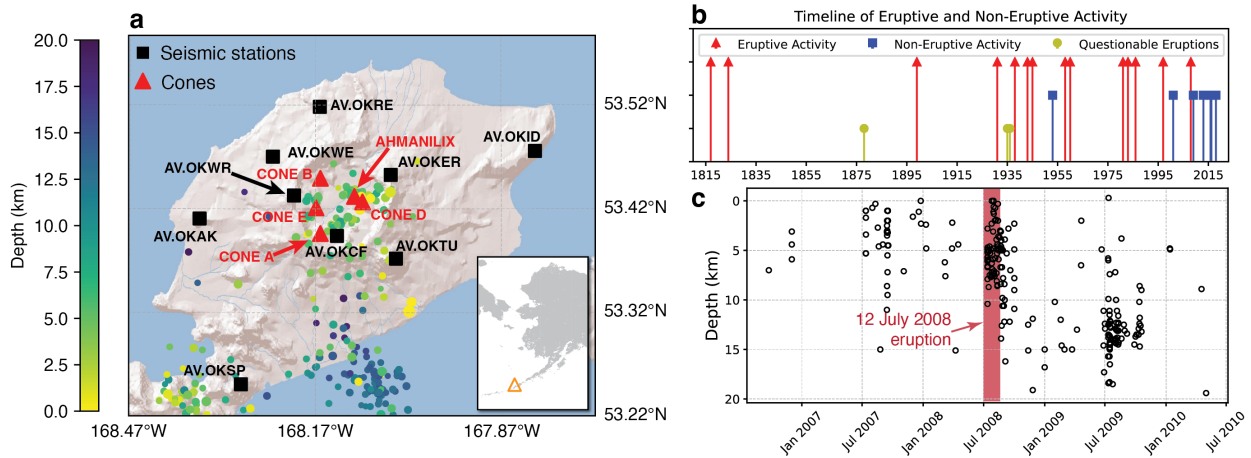 a
Seismic stations
Cones
20.0
17.5
15.0
12.5
10.0
7.5
5.0
2.5
0.0
Depth (km)
AV.OKRE
AV.OKID
AV.OKWE
AHMANILIX
AV.OKWR
AV.OKER
CONE B
CONE E
CONE D
AV.OKAK
CONE A
AV.OKCF
AV.OKTU
AV.OKSP
53.52°N
53.42°N
53.32°N
53.22°N
168.47°W
168.17°W
167.87°W
b
Timeline of Eruptive and Non-Eruptive Activity
Eruptive Activity
Non-Eruptive Activity
Questionable Eruptions
1815 1835 1855 1875 1895 1915 1935 1955 1975 1995 2015
c
0
5
10
15
20
Depth (km)
12 July 2008
eruption
Jan 2007
Jul 2007
Jan 2008
Jul 2008
Jan 2009
Jul 2009
Jan 2010
Jul 2010